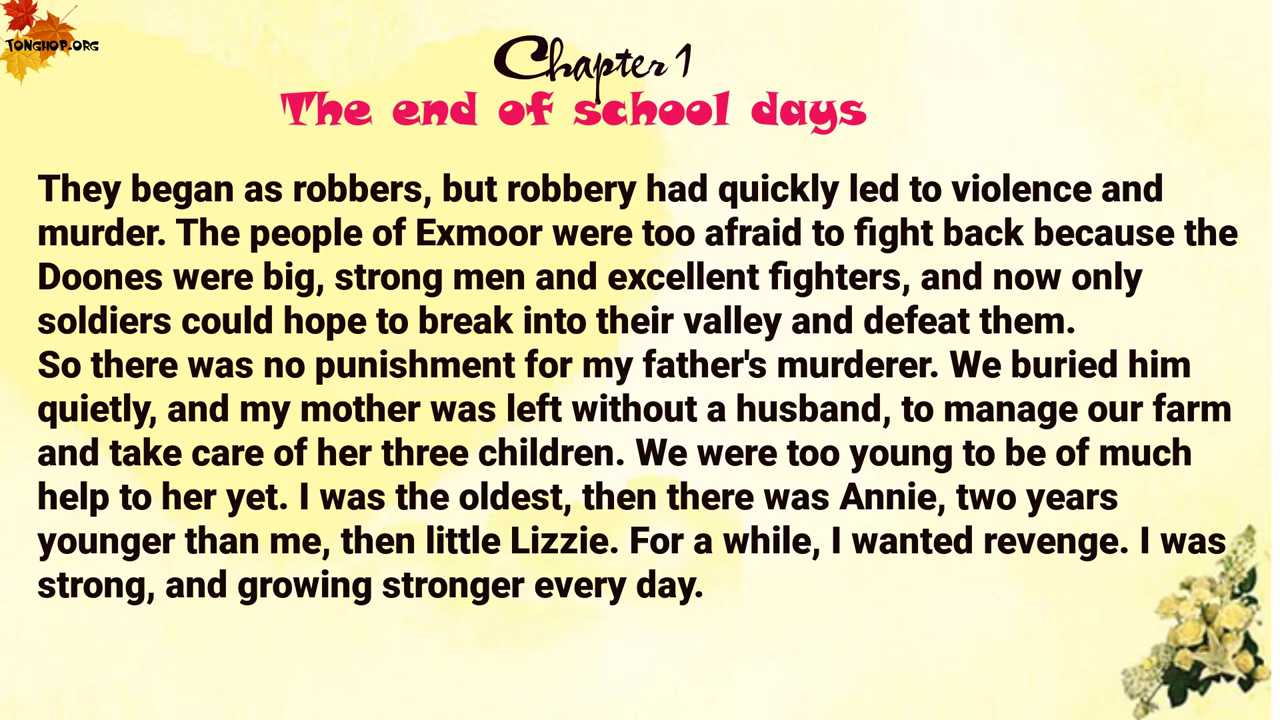 TONGHOP.ORG
Chapter 1
The end of school days
They began as robbers, but robbery had quickly led to violence and
murder. The people of Exmoor were too afraid to fight back because the
Doones were big, strong men and excellent fighters, and now only
soldiers could hope to break into their valley and defeat them.
So there was no punishment for my father's murderer. We buried him
quietly, and my mother was left without a husband, to manage our farm
and take care of her three children. We were too young to be of much
help to her yet. I was the oldest, then there was Annie, two years
younger than me, then little Lizzie. For a while, I wanted revenge. I was
strong, and growing stronger every day.